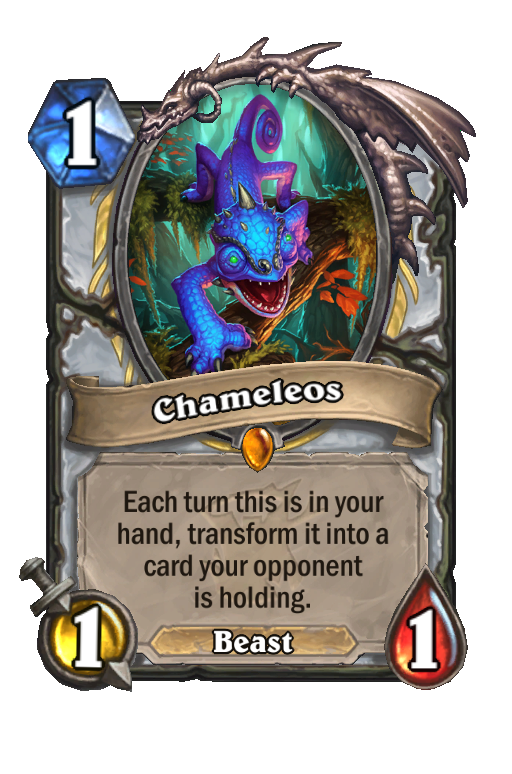 1
Chameleos
Each turn this is in your
hand, transform it into a
card your opponent
is holding.
1
Beast
1